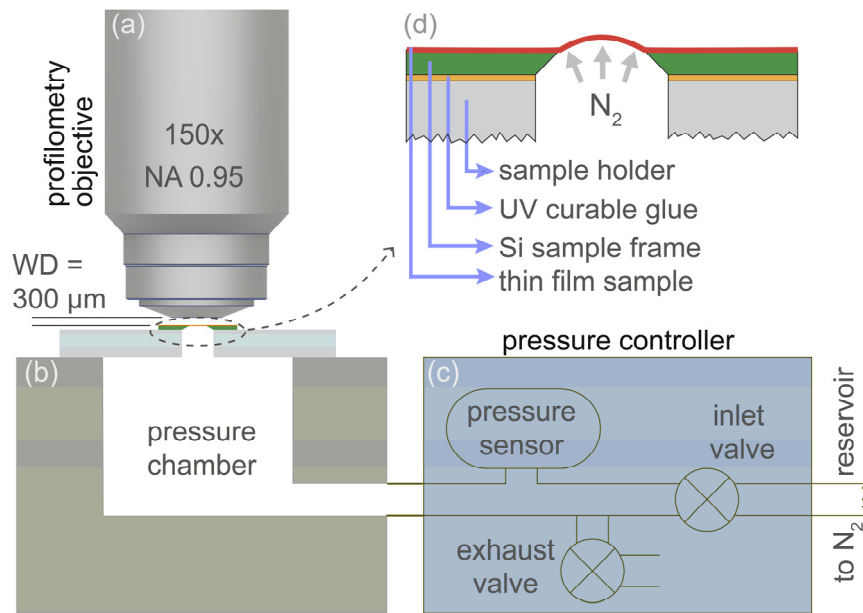 (a)
profilometry
objective
150x
NA 0.95
WD =
300 µm
(d)
N₂
sample holder
UV curable glue
Si sample frame
thin film sample
(b)
pressure
chamber
pressure controller
(c)
pressure
sensor
inlet
valve
exhaust
valve
to N₂ reservoir